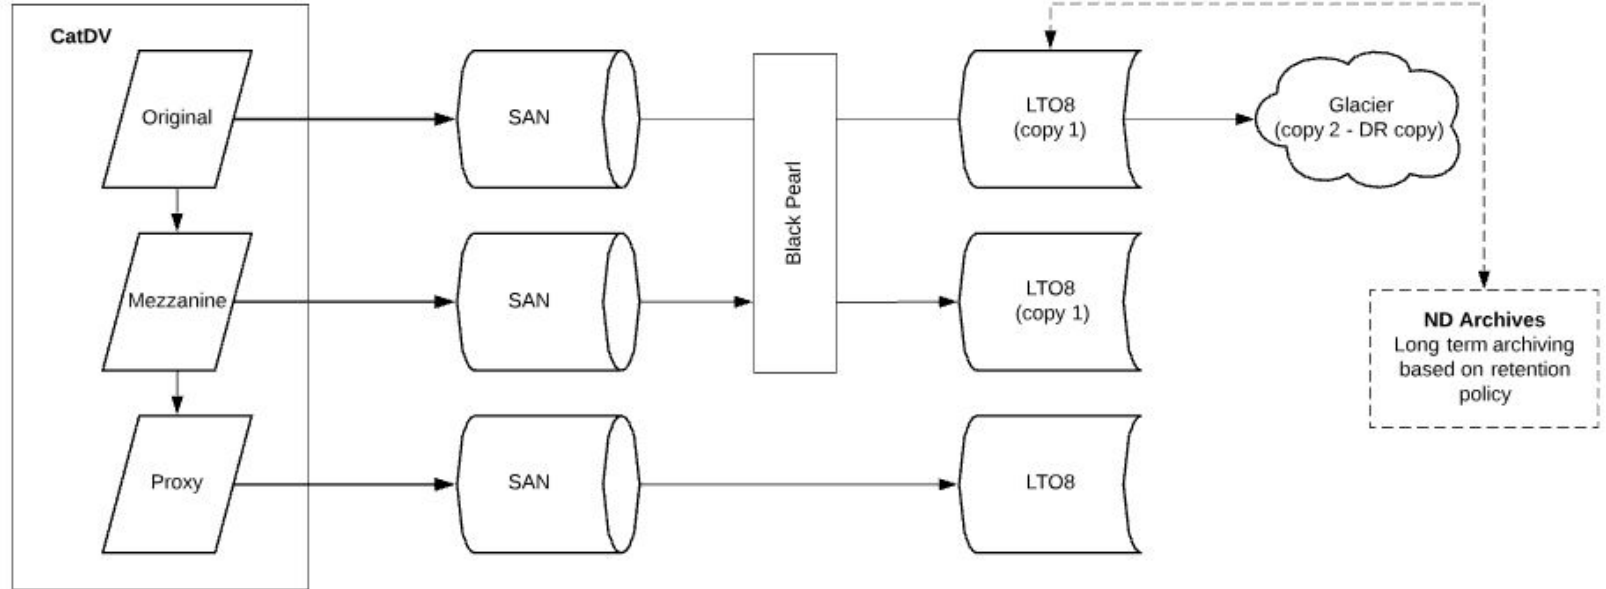 CatDV
Original
SAN
Black Pearl
LTO8
(copy 1)
Glacier
(copy 2 - DR copy)
Mezzanine
SAN
LTO8
(copy 1)
ND Archives
Long term archiving
based on retention
policy
Proxy
SAN
LTO8